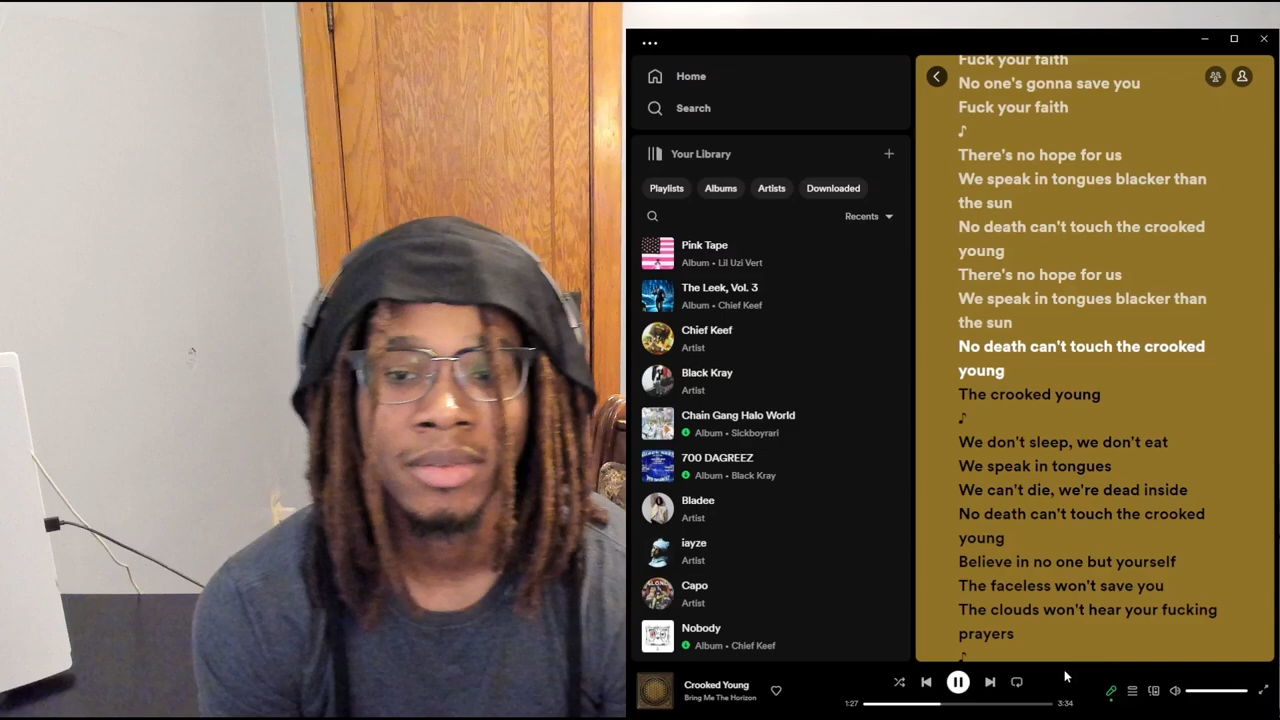 Home
Search
Your Library
Playlists
Albums
Artists
Downloaded
Recents
Pink Tape
Album • Lil Uzi Vert
The Leek, Vol. 3
Album • Chief Keef
Chief Keef
Artist
Black Kray
Artist
Chain Gang Halo World
Album • Sickboyrari
700 DAGREEZ
Album • Black Kray
Bladee
Artist
iayze
Artist
Capo
Artist
Nobody
Album • Chief Keef
Fuck your faith
No one's gonna save you
Fuck your faith
♪
There's no hope for us
We speak in tongues blacker than
the sun
No death can't touch the crooked
young
There's no hope for us
We speak in tongues blacker than
the sun
No death can't touch the crooked
young
The crooked young
♪
We don't sleep, we don't eat
We speak in tongues
We can't die, we're dead inside
No death can't touch the crooked
young
Believe in no one but yourself
The faceless won't save you
The clouds won't hear your fucking
prayers
♪
Crooked Young
Bring Me The Horizon
1:27
3:34